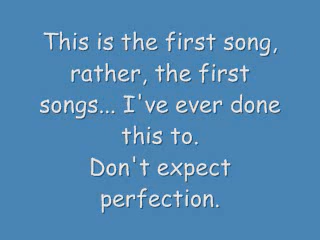 This is the first song,
rather, the first
songs... I've ever done
this to.
Don't expect
perfection.